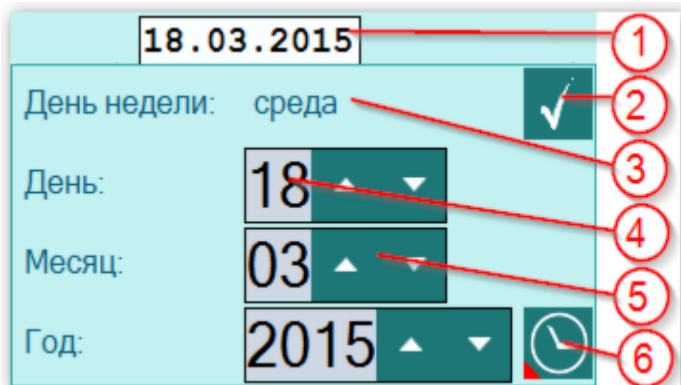 18.03.2015 1
2
День недели: среда
3
День: 18
4
Месяц: 03
5
Год: 2015 6